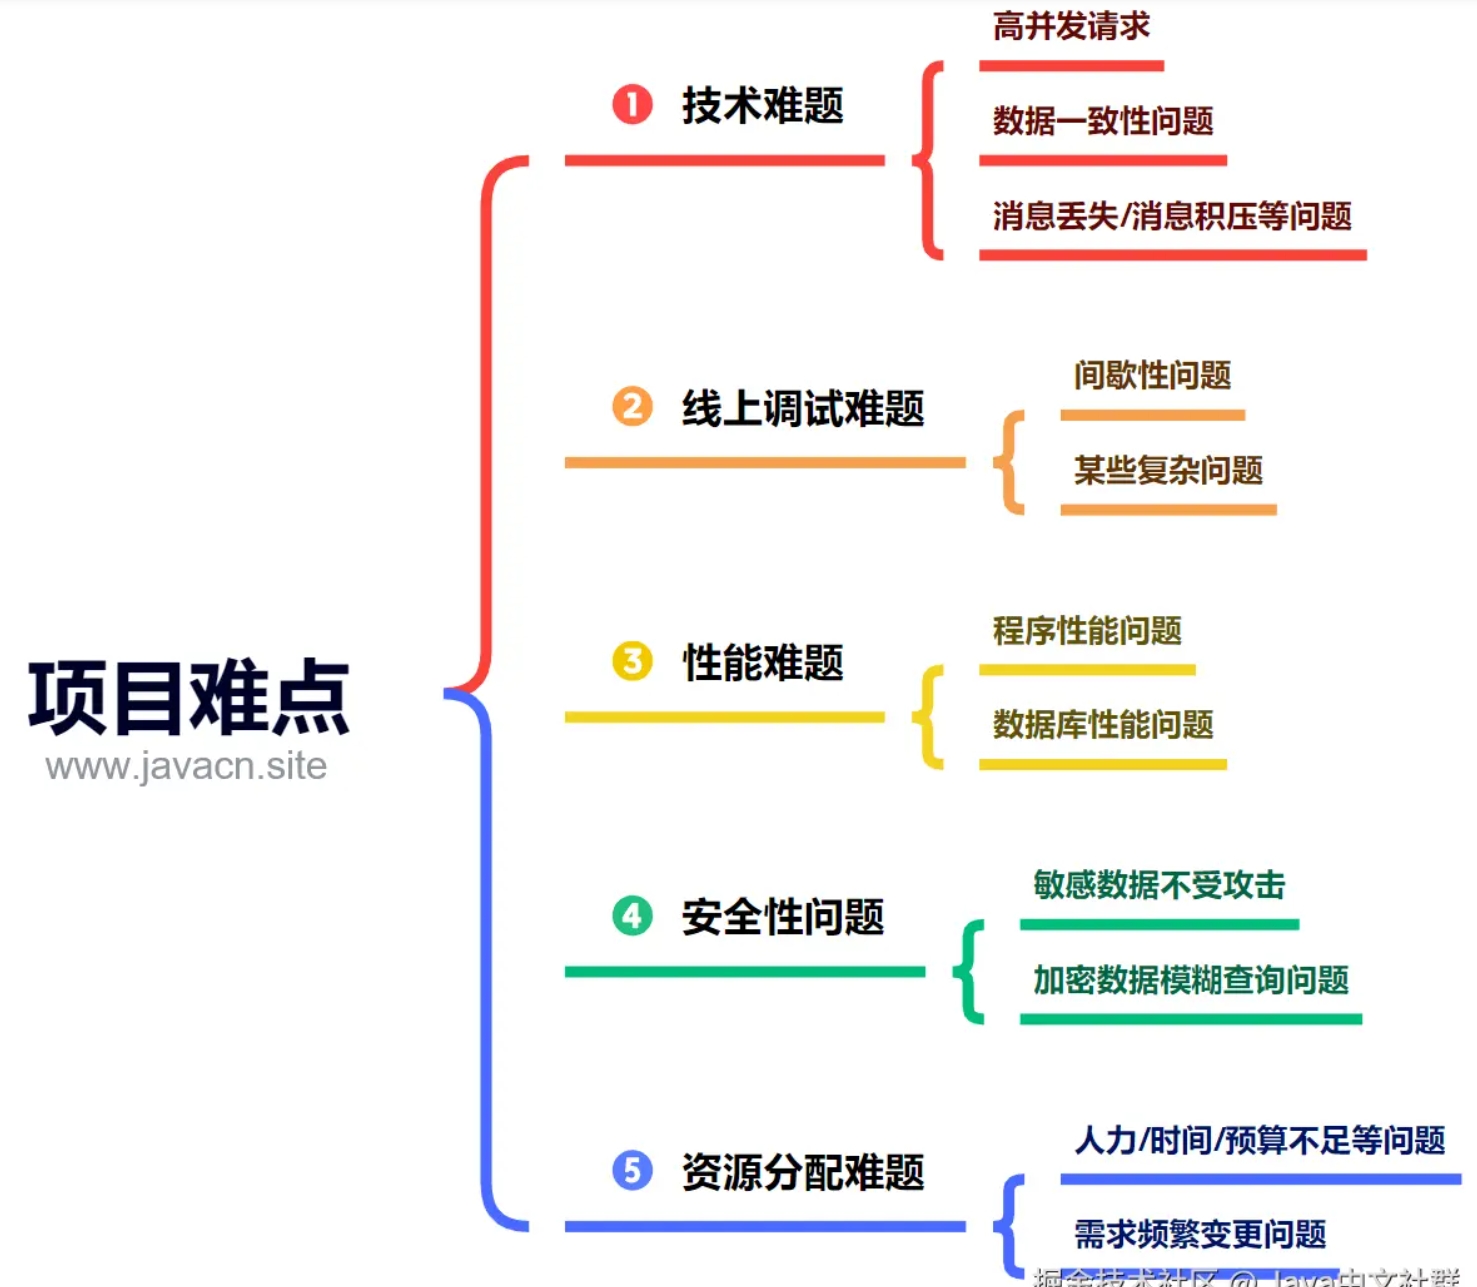 项目难点
www.javacn.site
1 技术难题
高并发请求
数据一致性问题
消息丢失/消息积压等问题
2 线上调试难题
间歇性问题
某些复杂问题
3 性能难题
程序性能问题
数据库性能问题
4 安全性问题
敏感数据不受攻击
加密数据模糊查询问题
5 资源分配难题
人力/时间/预算不足等问题
需求频繁变更问题
掘金技术社区 @ Java中文社群